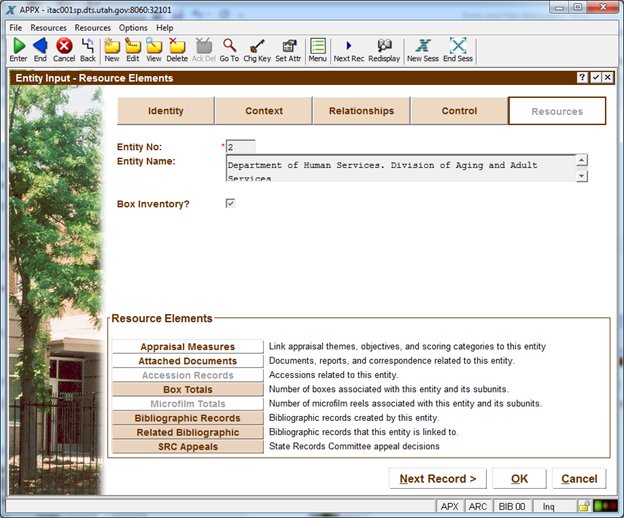 APPX - itac001sp.dts.utah.gov:8060:32101
File Resources Resources Options Help
Enter End Cancel Back New Edit View Delete Ack Del Go To Chg Key Set Attr Menu Next Rec Redisplay New Sess End Sess
Entity Input - Resource Elements
Identity Context Relationships Control Resources
Entity No: *2
Entity Name: Department of Human Services. Division of Aging and Adult
Services
Box Inventory?
Resource Elements
Appraisal Measures Link appraisal themes, objectives, and scoring categories to this entity
Attached Documents Documents, reports, and correspondence related to this entity.
Accession Records Accessions related to this entity.
Box Totals Number of boxes associated with this entity and its subunits.
Microfilm Totals Number of microfilm reels associated with this entity and its subunits.
Bibliographic Records Bibliographic records created by this entity.
Related Bibliographic Bibliographic records that this entity is linked to.
SRC Appeals State Records Committee appeal decisions
Next Record > OK Cancel
APX ARC BIB 00 Inq